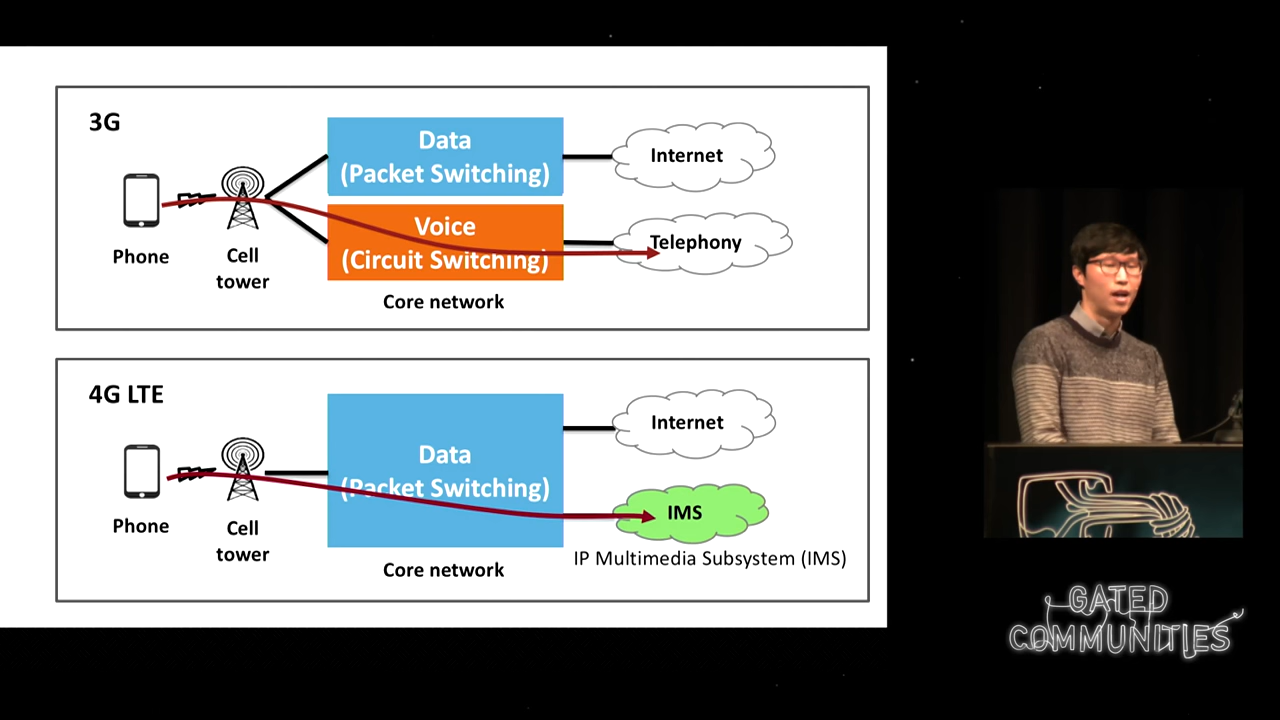 3G
Data
(Packet Switching)
Voice
(Circuit Switching)
Internet
Telephony
Phone
Cell
tower
Core network
4G LTE
Data
(Packet Switching)
Internet
IMS
IP Multimedia Subsystem (IMS)
Phone
Cell
tower
Core network
GATED
COMMUNITIES